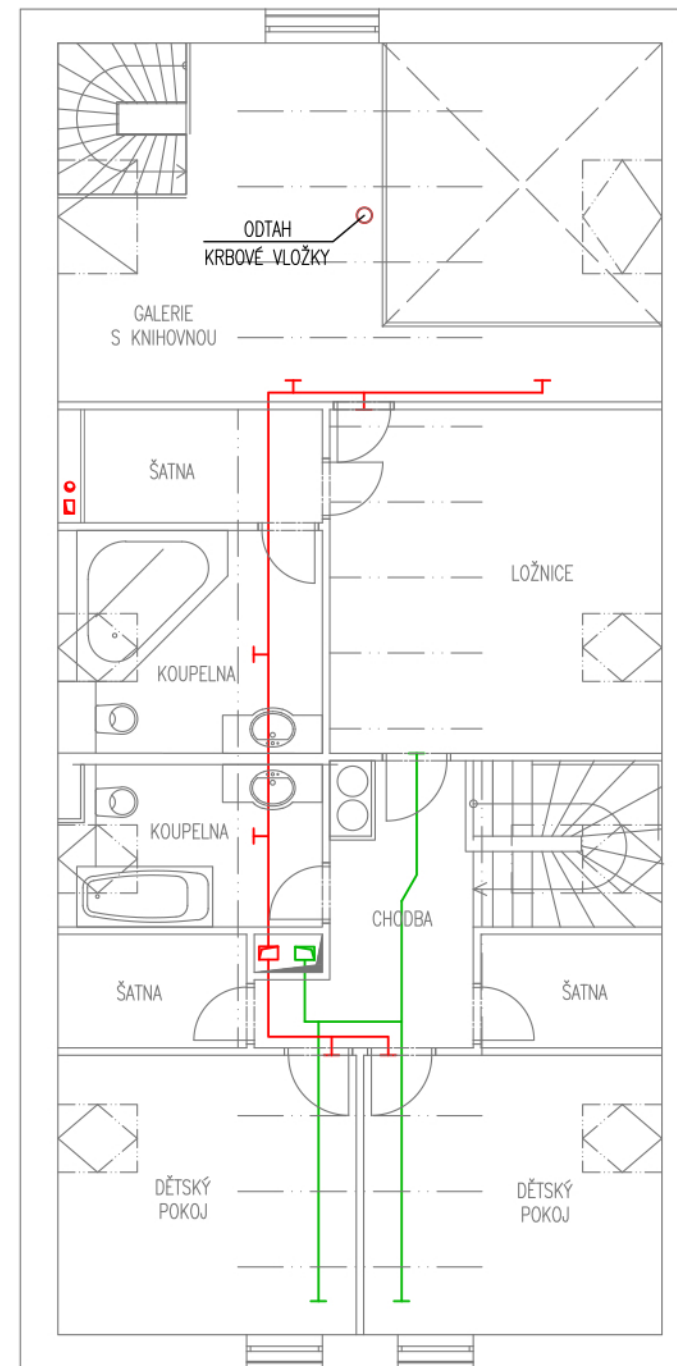 ODTAH
KRBOVÉ VLOŽKY
GALERIE
S KNIHOVNOU
ŠATNA
LOŽNICE
KOUPELNA
KOUPELNA
CHODBA
ŠATNA
ŠATNA
DĚTSKÝ
POKOJ
DĚTSKÝ
POKOJ